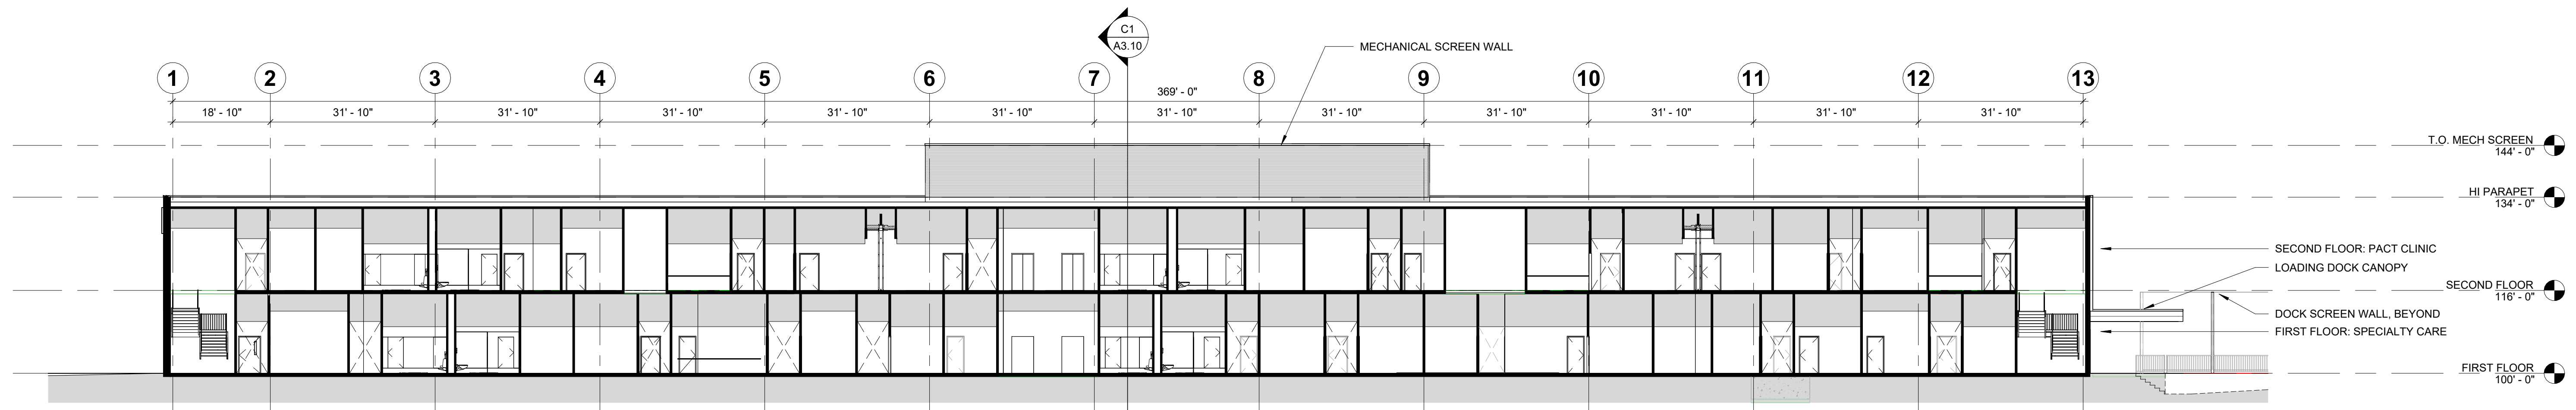 C1
A3.10
MECHANICAL SCREEN WALL
1 2 3 4 5 6 7 8 9 10 11 12 13
369' - 0"
18' - 10" 31' - 10" 31' - 10" 31' - 10" 31' - 10" 31' - 10" 31' - 10" 31' - 10" 31' - 10" 31' - 10" 31' - 10" 31' - 10"
T.O. MECH SCREEN
144' - 0"
HI PARAPET
134' - 0"
SECOND FLOOR: PACT CLINIC
LOADING DOCK CANOPY
SECOND FLOOR
116' - 0"
DOCK SCREEN WALL, BEYOND
FIRST FLOOR: SPECIALTY CARE
FIRST FLOOR
100' - 0"